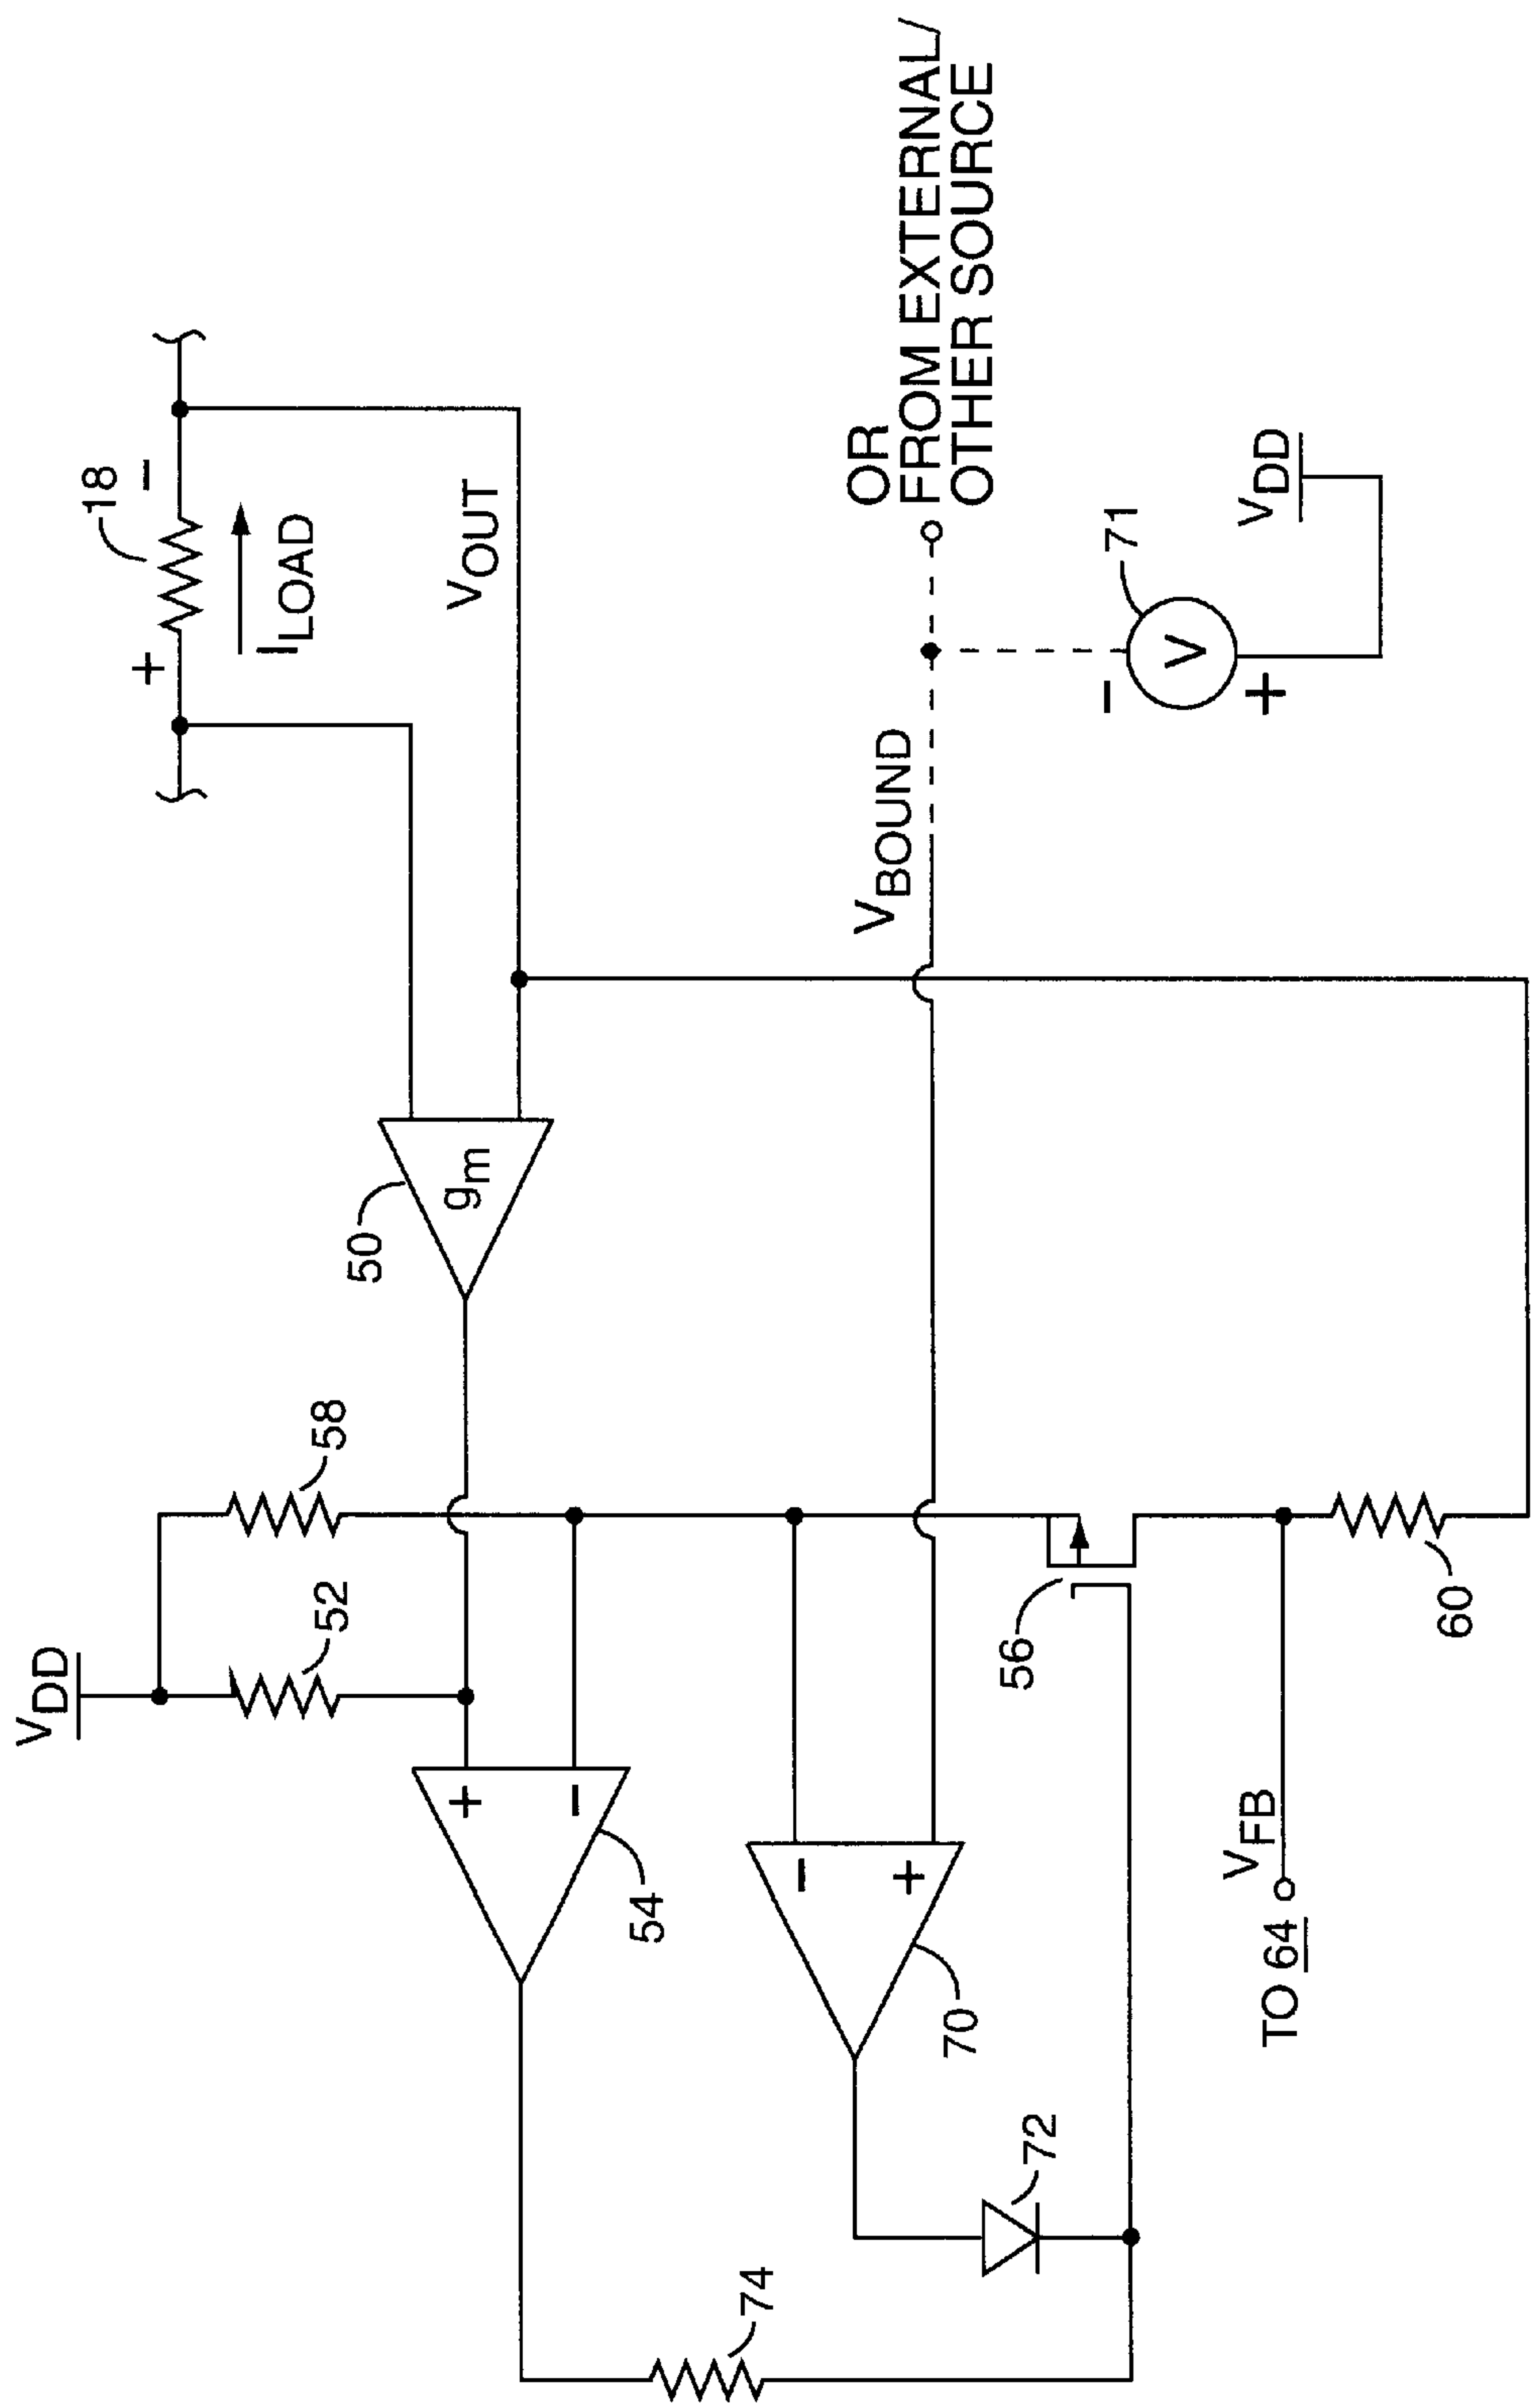 18
+
−
I LOAD
V OUT
OR
FROM EXTERNAL/
OTHER SOURCE
V BOUND
−
71
V
+
V DD
50
g m
V DD
52
58
+
−
54
−
+
70
56
60
V FB
TO 64
72
74